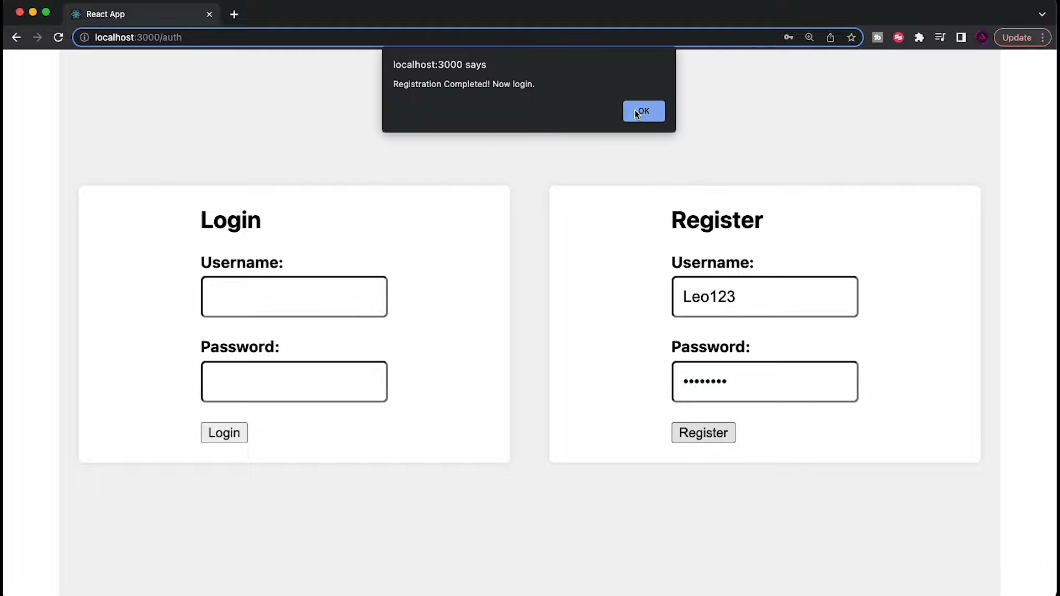 React App
localhost:3000/auth
Update
localhost:3000 says
Registration Completed! Now login.
OK
Login
Username:
Password:
Login
Register
Username:
Leo123
Password:
••••••••
Register